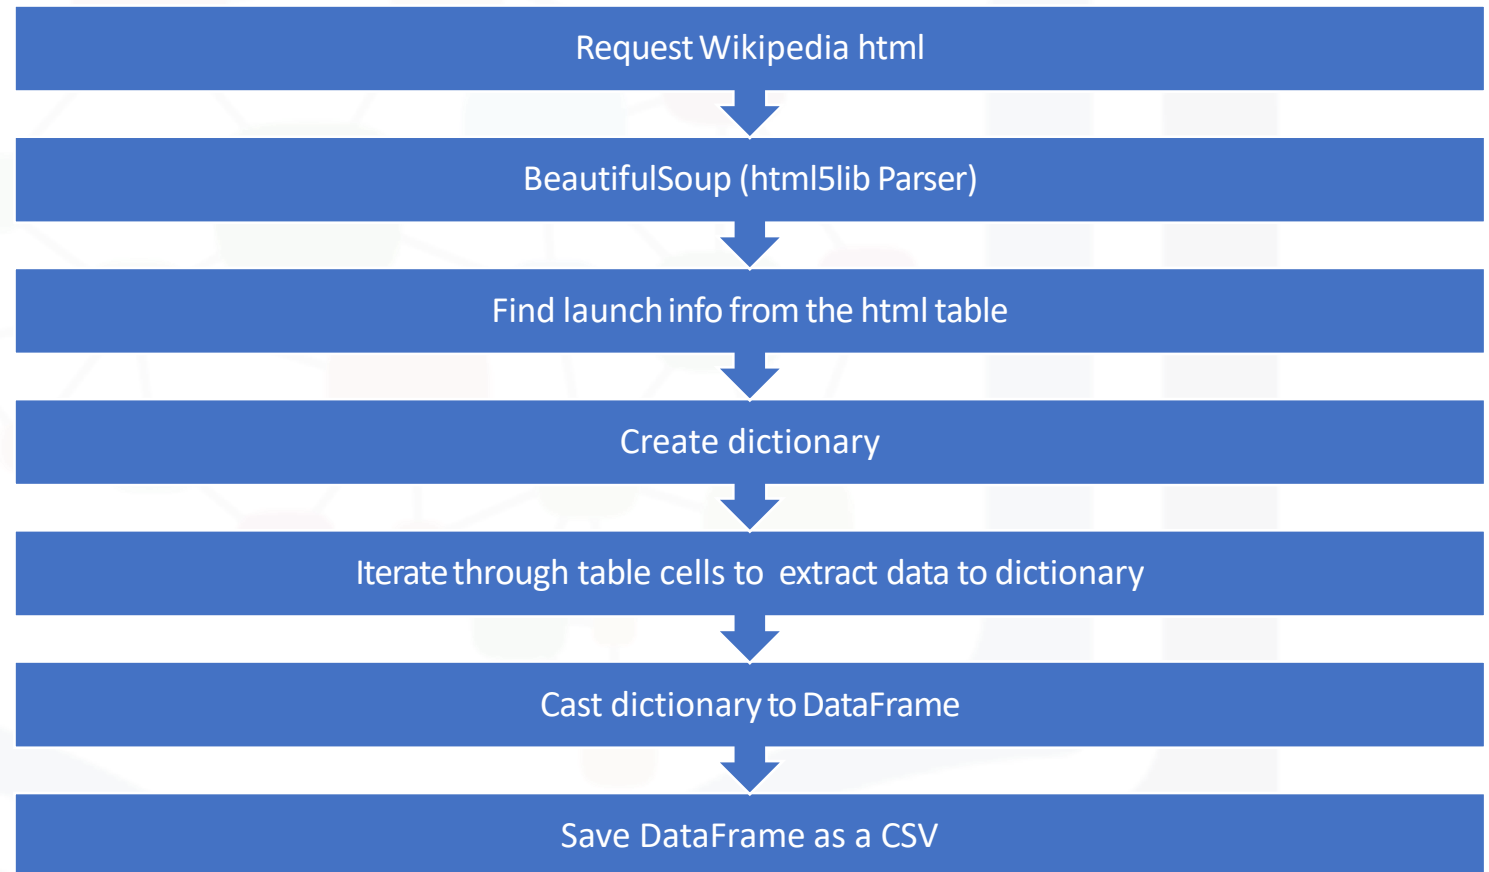 Request Wikipedia html
BeautifulSoup (html5lib Parser)
Find launch info from the html table
Create dictionary
Iterate through table cells to  extract data to dictionary
Cast dictionary to DataFrame
Save DataFrame as a CSV